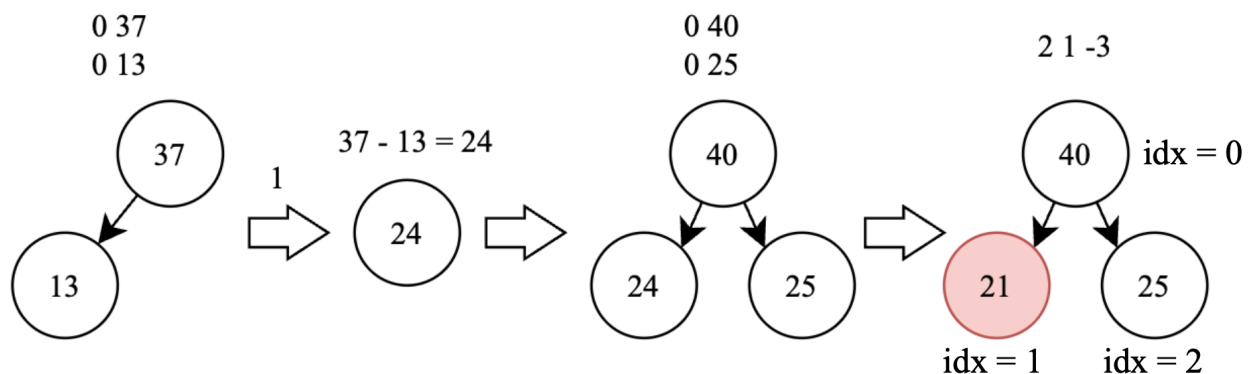 0 37
0 13
37
13
1
37 - 13 = 24
24
0 40
0 25
40
24
25
2 1 -3
40
idx = 0
21
25
idx = 1
idx = 2